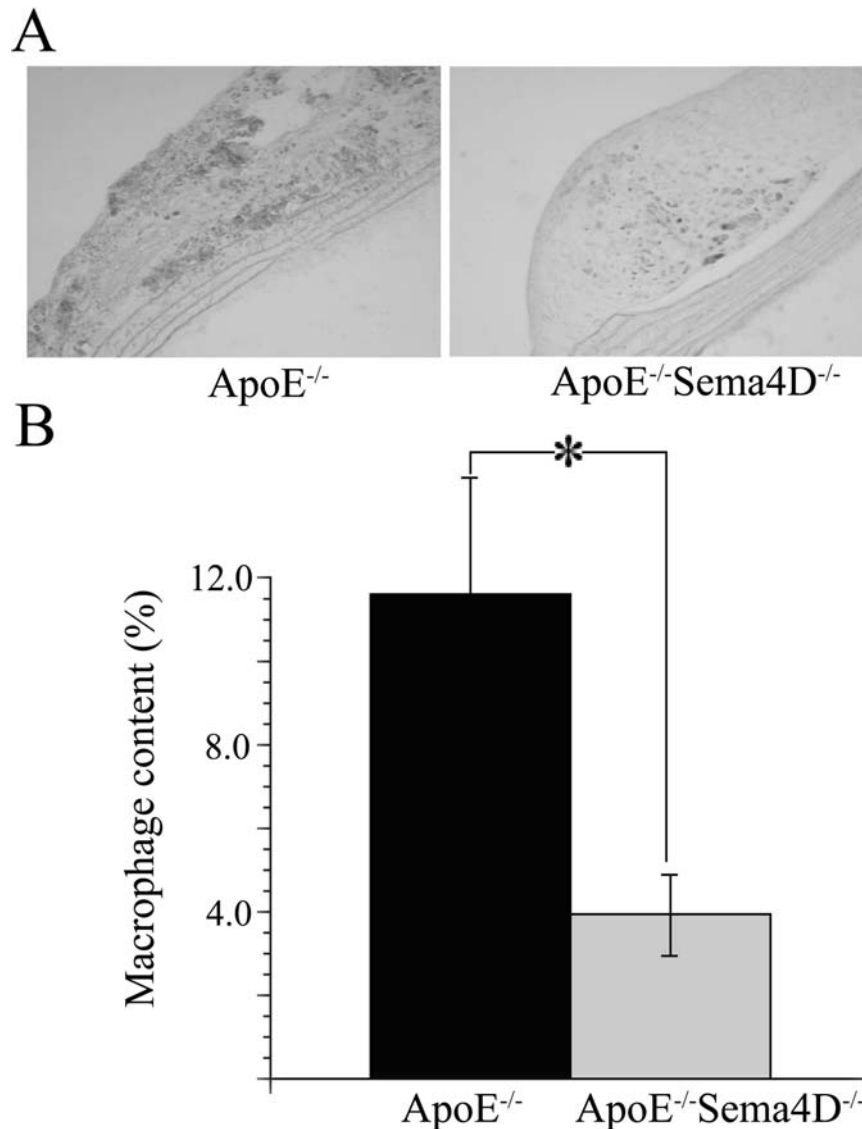 A
ApoE⁻/⁻
ApoE⁻/⁻Sema4D⁻/⁻
B
*
12.0
8.0
4.0
Macrophage content (%)
ApoE⁻/⁻
ApoE⁻/⁻Sema4D⁻/⁻